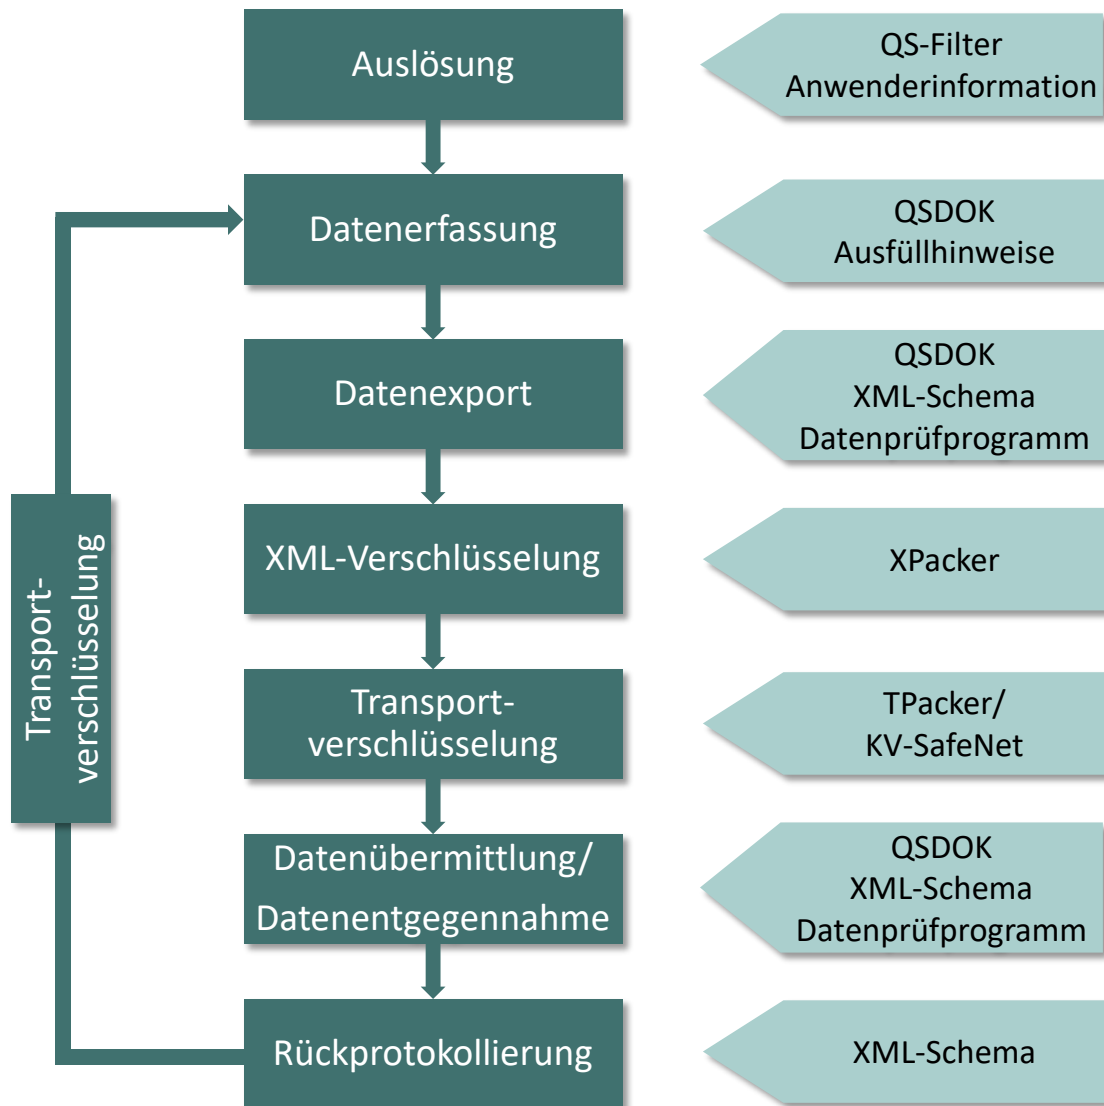 Auslösung
QS-Filter
Anwenderinformation
Datenerfassung
QSDOK
Ausfüllhinweise
Datenexport
QSDOK
XML-Schema
Datenprüfprogramm
XML-Verschlüsselung
XPacker
Transport-
verschlüsselung
Transport-
verschlüsselung
TPacker/
KV-SafeNet
Datenübermittlung/
Datenentgegennahme
QSDOK
XML-Schema
Datenprüfprogramm
Rückprotokollierung
XML-Schema